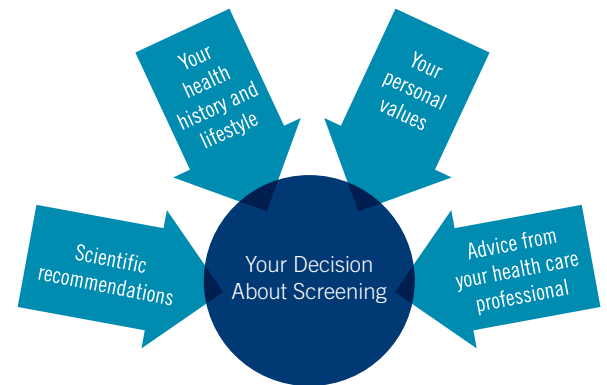 Your
health
history and
lifestyle
Your
personal
values
Scientific
recommendations
Your Decision
About Screening
Advice from
your health care
professional